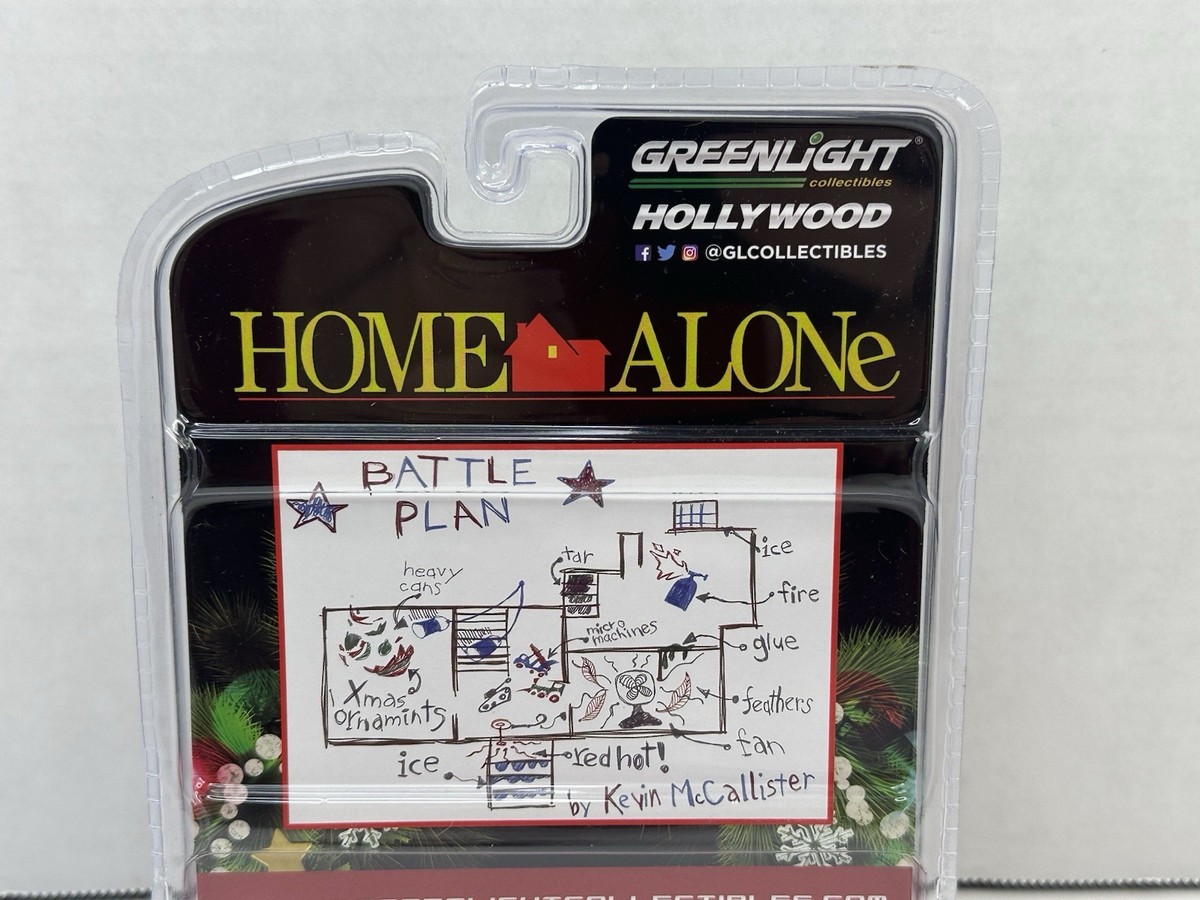 GREENLiGHT®
collectibles
HOLLYWOOD
@GLCOLLECTIBLES
HOME ALONe
BATTLE
PLAN
heavy
cans
tar
ice
fire
micro
machines
glue
Xmas
ornamints
feathers
fan
ice
red hot!
by Kevin McCallister